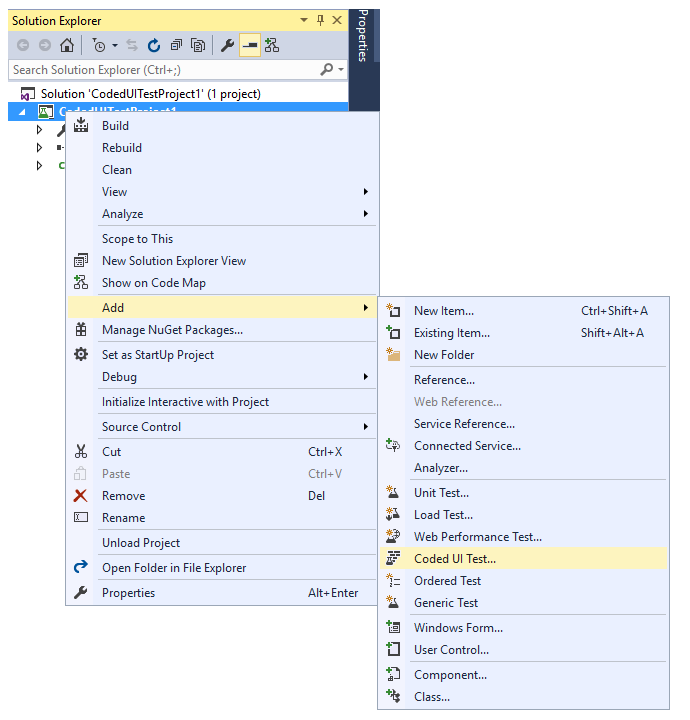 Solution Explorer
Properties
Search Solution Explorer (Ctrl+;)
Solution 'CodedUITestProject1' (1 project)
CodedUITestProject1
Build
Rebuild
Clean
View
Analyze
Scope to This
New Solution Explorer View
Show on Code Map
Add
Manage NuGet Packages...
Set as StartUp Project
Debug
Initialize Interactive with Project
Source Control
Cut Ctrl+X
Paste Ctrl+V
Remove Del
Rename
Unload Project
Open Folder in File Explorer
Properties Alt+Enter
New Item... Ctrl+Shift+A
Existing Item... Shift+Alt+A
New Folder
Reference...
Web Reference...
Service Reference...
Connected Service...
Analyzer...
Unit Test...
Load Test...
Web Performance Test...
Coded UI Test...
Ordered Test
Generic Test
Windows Form...
User Control...
Component...
Class...